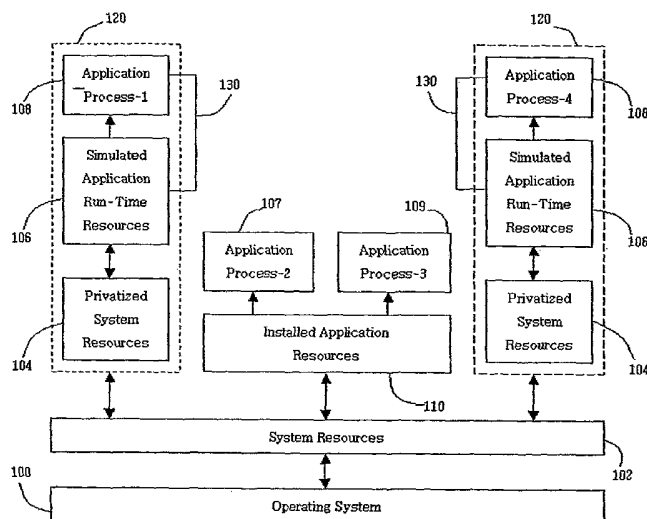 120
120
108
Application
Process-1
130
130
Application
Process-4
108
Simulated
Application
Run-Time
Resources
106
Simulated
Application
Run-Time
Resources
106
107
109
Application
Process-2
Application
Process-3
Privatized
System
Resources
104
Installed Application
Resources
110
Privatized
System
Resources
104
System Resources
102
100
Operating System